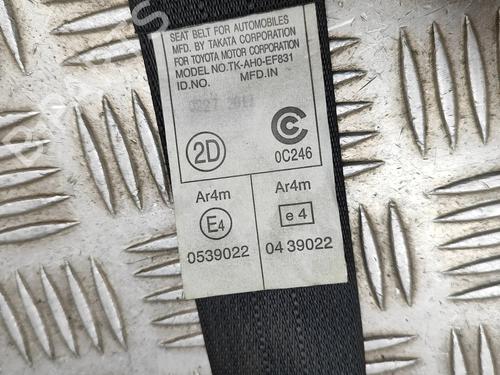 SEAT BELT FOR AUTOMOBILES
MFD. BY TAKATA CORPORATION
FOR TOYOTA MOTOR CORPORATION
MODEL NO. TK-AH0-EF831
ID.NO. MFD.IN
2D
C
0C246
Ar4m
E4
0539022
Ar4m
e 4
04 39022